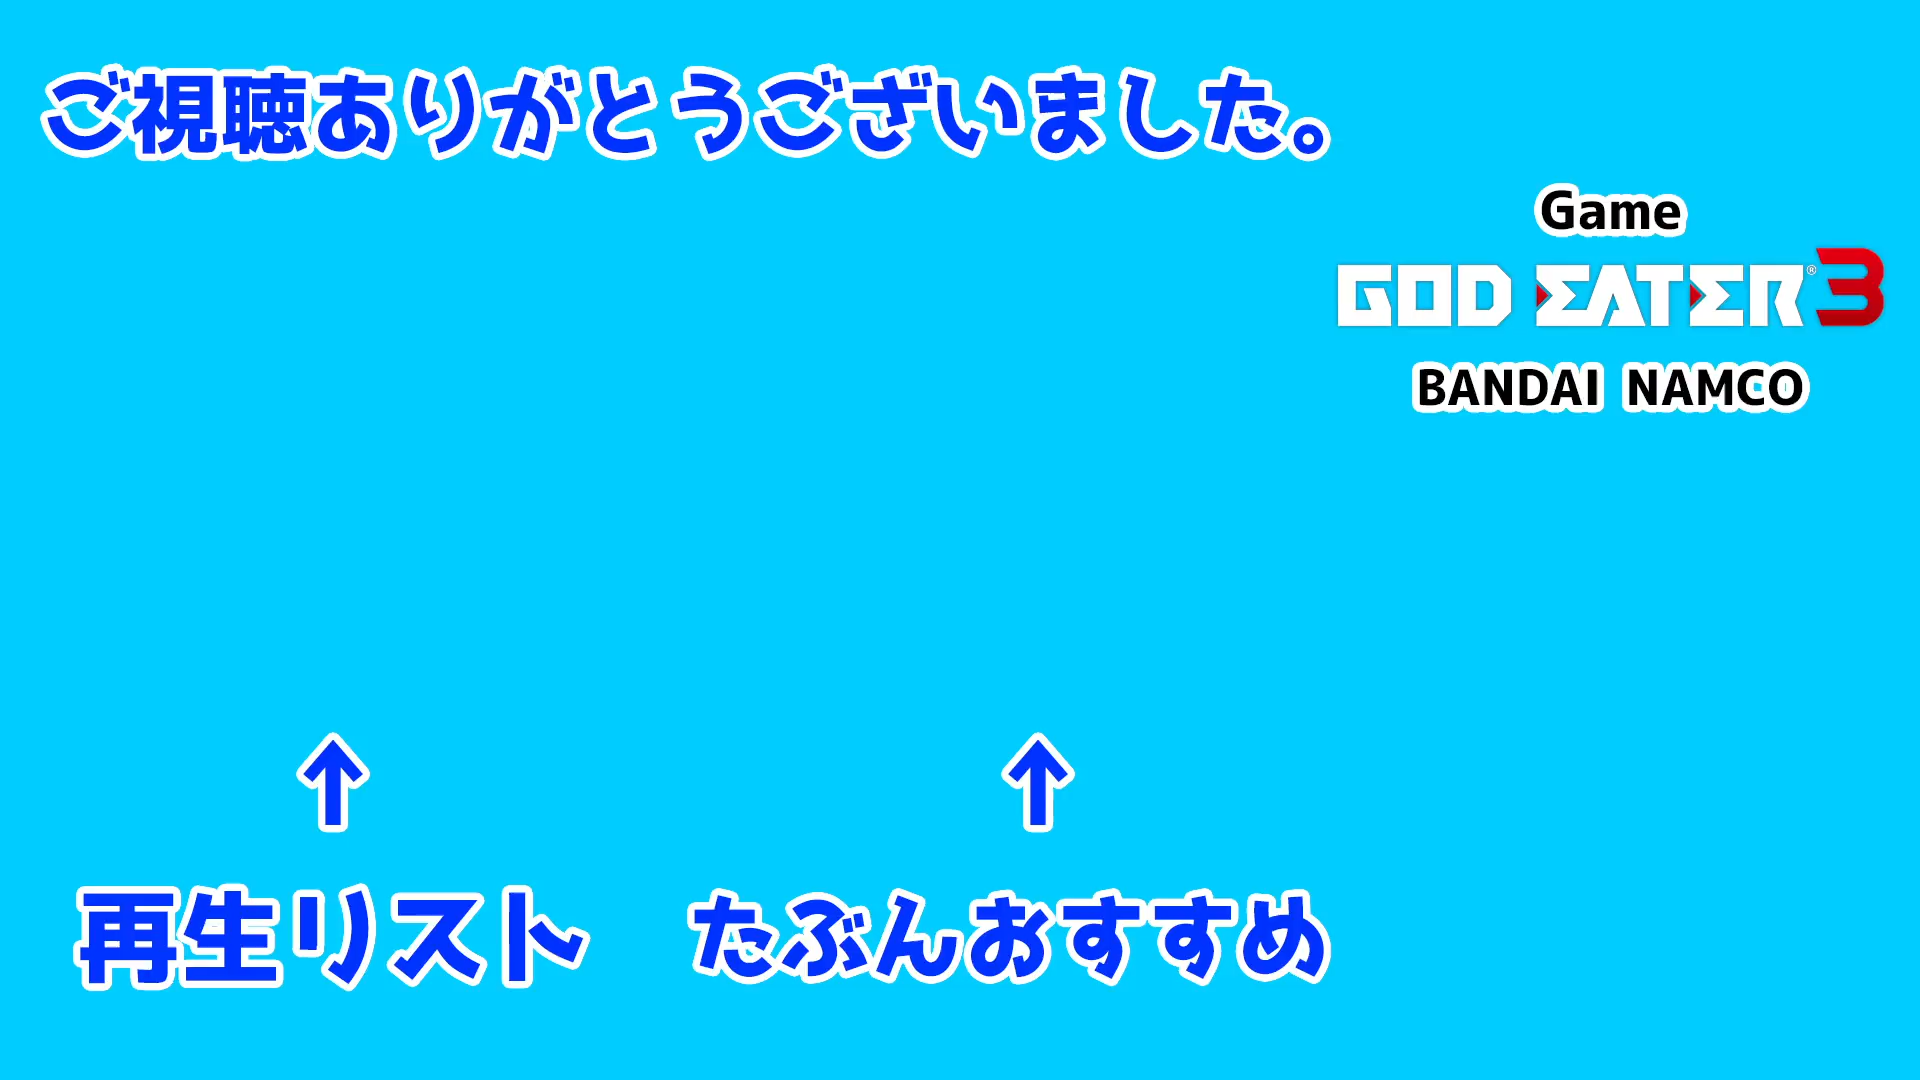 ご視聴ありがとうございました。
Game
GOD EATER® 3
BANDAI NAMCO
↑ ↑
再生リスト たぶんおすすめ